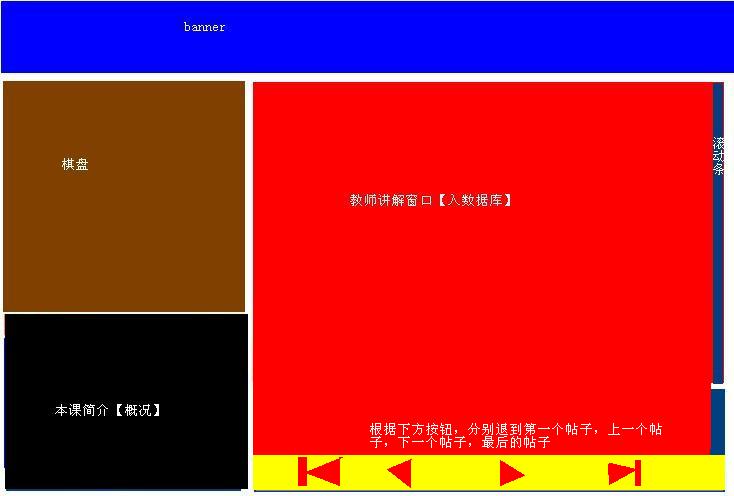 banner
棋盘
滚动条
教师讲解窗口【入数据库】
本课简介【概况】
根据下方按钮，分别退到第一个帖子，上一个帖
子，下一个帖子，最后的帖子